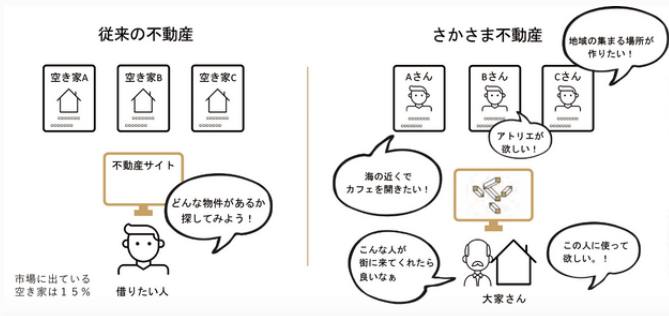 従来の不動産
空き家A
空き家B
空き家C
不動産サイト
どんな物件があるか
探してみよう！
市場に出ている
空き家は１５％
借りたい人
さかさま不動産
地域の集まる場所が
作りたい！
Aさん
Bさん
Cさん
アトリエが
欲しい！
海の近くで
カフェを開きたい！
こんな人が
街に来てくれたら
良いなぁ
この人に使って
欲しい。！
大家さん